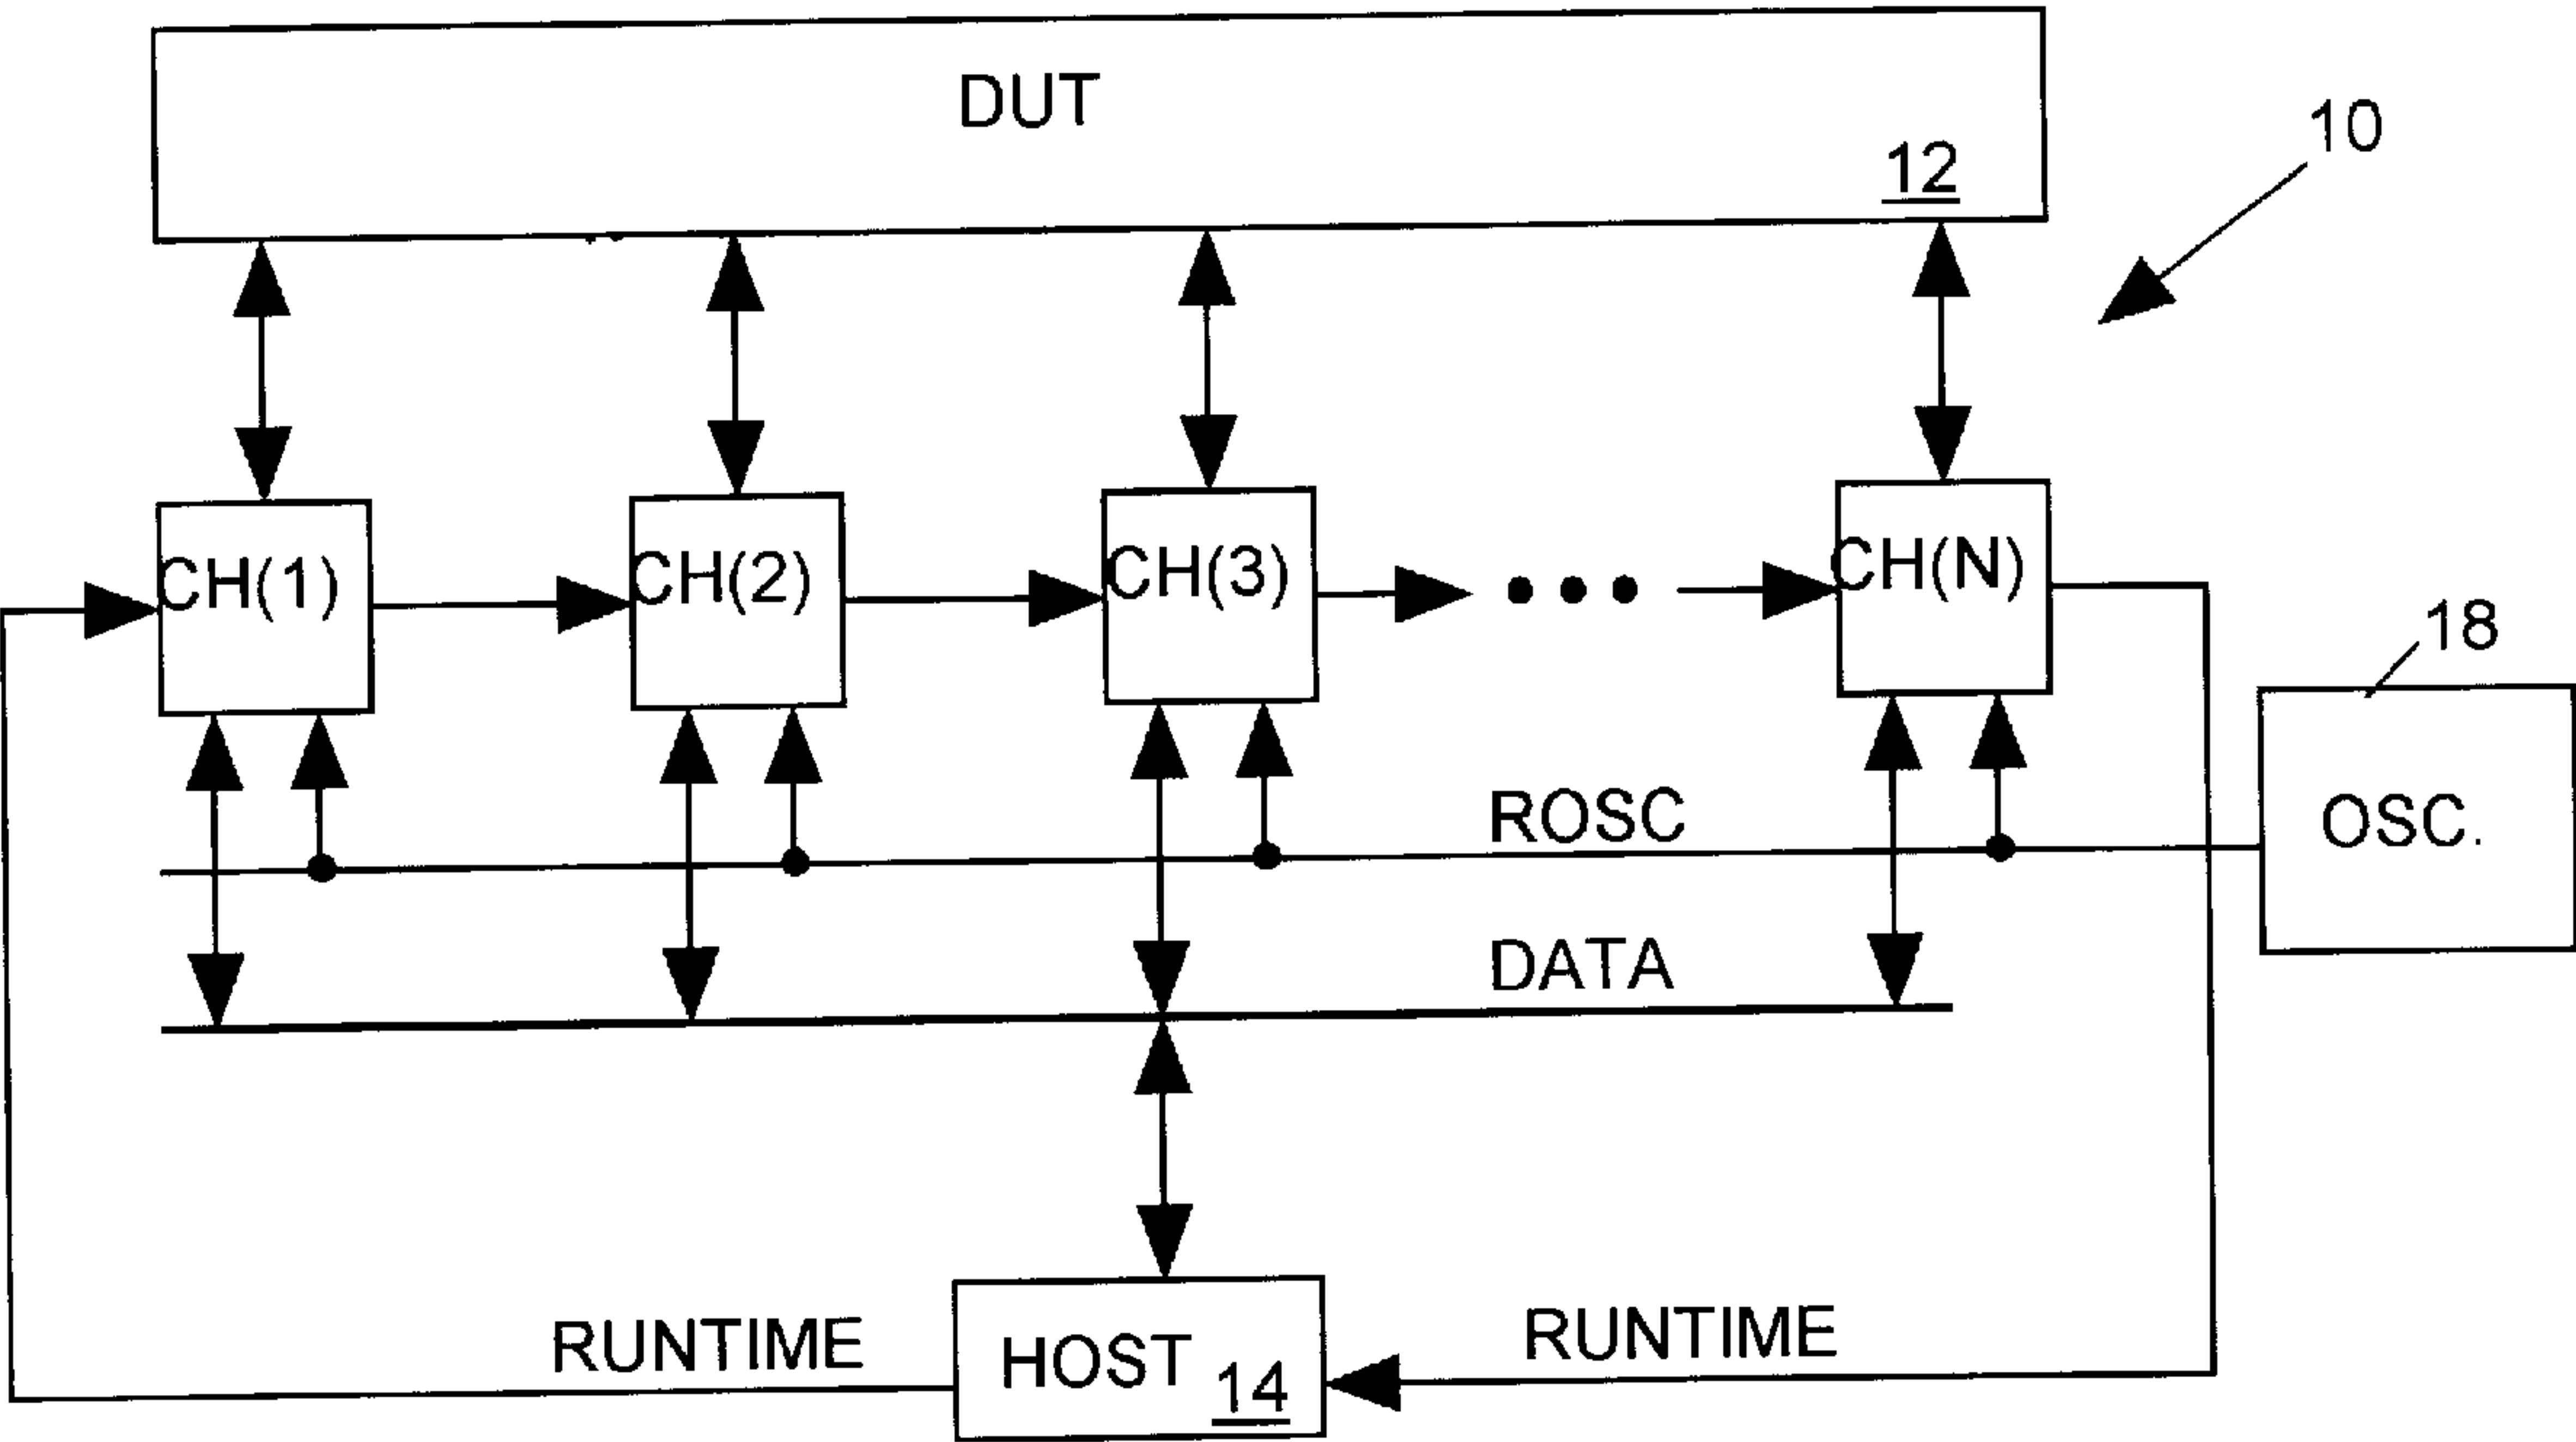 DUT
12
10
CH(1)
CH(2)
CH(3)
CH(N)
18
ROSC
OSC.
DATA
RUNTIME
HOST 14
RUNTIME